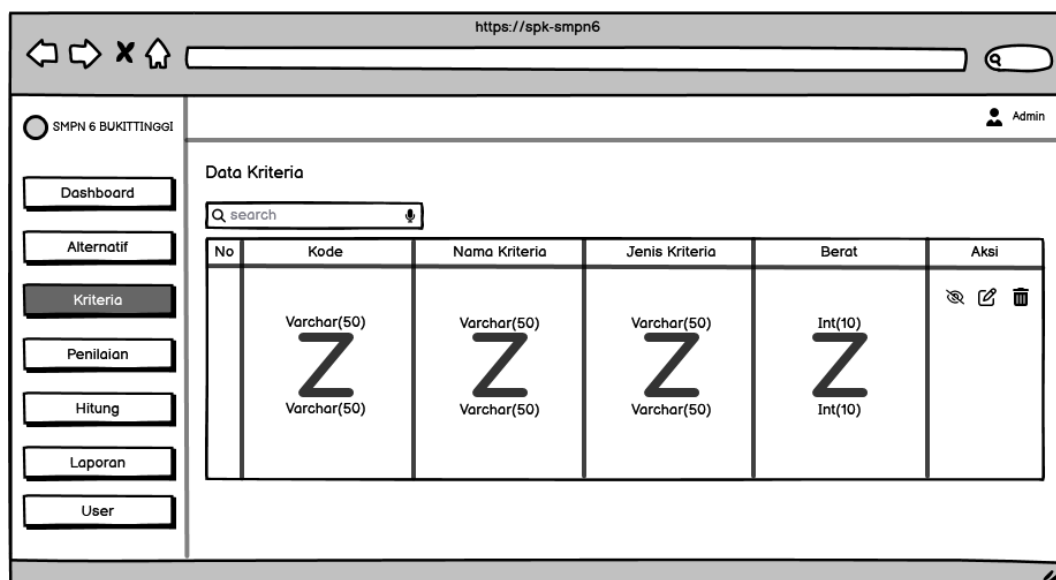 https://spk-smpn6
SMPN 6 BUKITTINGGI
Admin
Dashboard
Alternatif
Kriteria
Penilaian
Hitung
Laporan
User
Data Kriteria
search
No Kode Nama Kriteria Jenis Kriteria Berat Aksi
Varchar(50) Varchar(50) Varchar(50) Int(10)
Z Z Z Z
Varchar(50) Varchar(50) Varchar(50) Int(10)